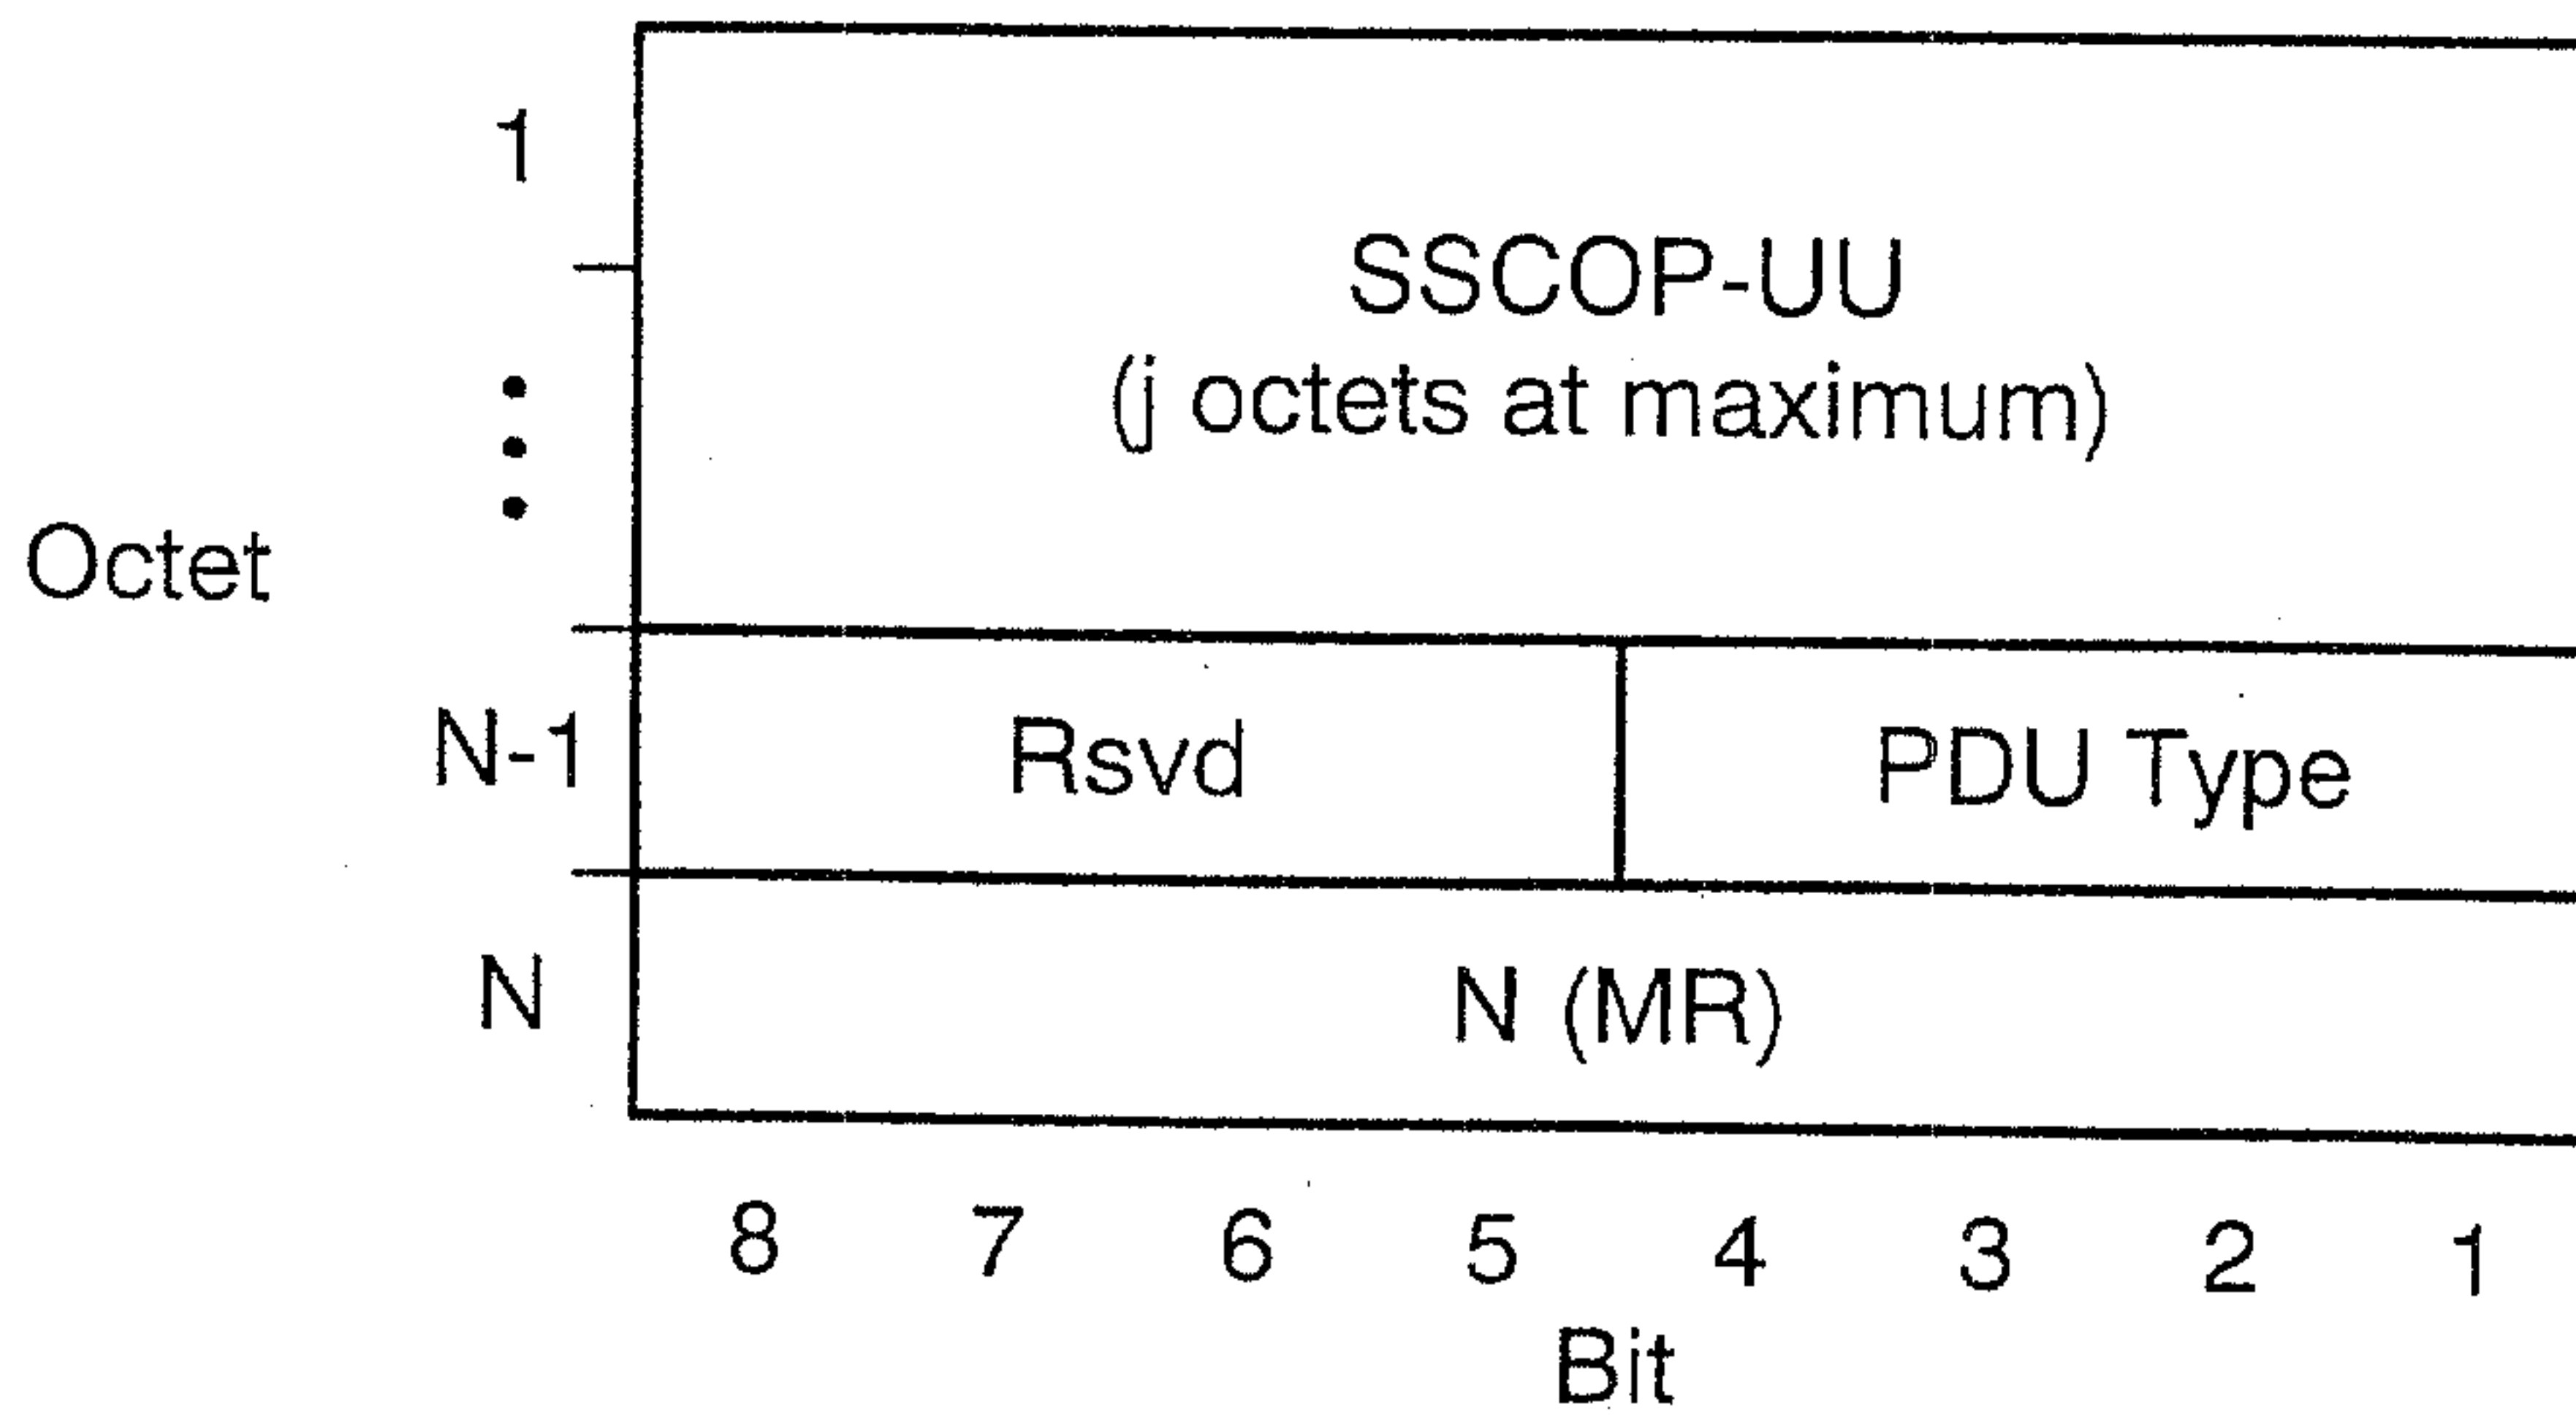 1
SSCOP-UU
(j octets at maximum)
Octet
N-1 Rsvd PDU Type
N N (MR)
8 7 6 5 4 3 2 1
Bit